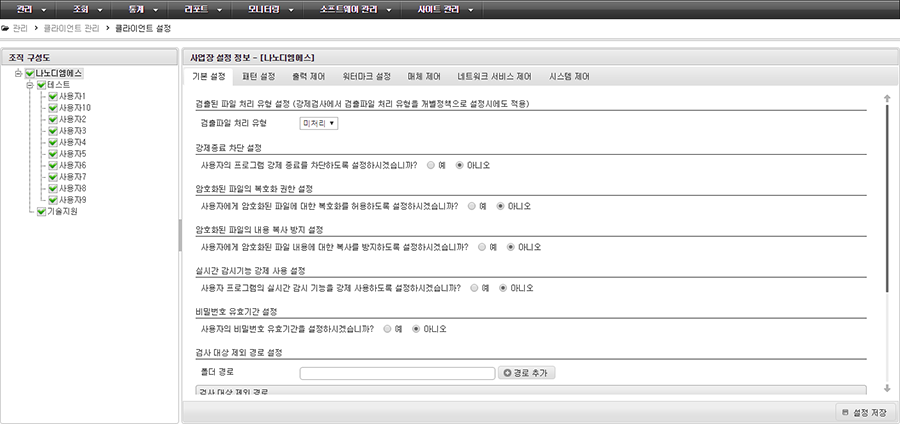 관리 조회 통계 리포트 모니터링 소프트웨어 관리 사이트 관리
관리 > 클라이언트 관리 > 클라이언트 설정
조직 구성도
나노디엠에스
테스트
사용자1
사용자10
사용자2
사용자3
사용자4
사용자5
사용자6
사용자7
사용자8
사용자9
기술지원
사업장 설정 정보 - [나노디엠에스]
기본 설정 패턴 설정 출력 제어 워터마크 설정 매체 제어 네트워크 서비스 제어 시스템 제어
검출된 파일 처리 유형 설정 (강제검사에서 검출파일 처리 유형을 개별정책으로 설정시에도 적용)
검출파일 처리 유형 미처리
강제종료 차단 설정
사용자의 프로그램 강제 종료를 차단하도록 설정하시겠습니까? 예 아니오
암호화된 파일의 복호화 권한 설정
사용자에게 암호화된 파일에 대한 복호화를 허용하도록 설정하시겠습니까? 예 아니오
암호화된 파일의 내용 복사 방지 설정
사용자에게 암호화된 파일 내용에 대한 복사를 방지하도록 설정하시겠습니까? 예 아니오
실시간 감시기능 강제 사용 설정
사용자 프로그램의 실시간 감시 기능을 강제 사용하도록 설정하시겠습니까? 예 아니오
비밀번호 유효기간 설정
사용자의 비밀번호 유효기간을 설정하시겠습니까? 예 아니오
검사 대상 제외 경로 설정
폴더 경로 경로 추가
검사 대상 제외 경로
설정 저장